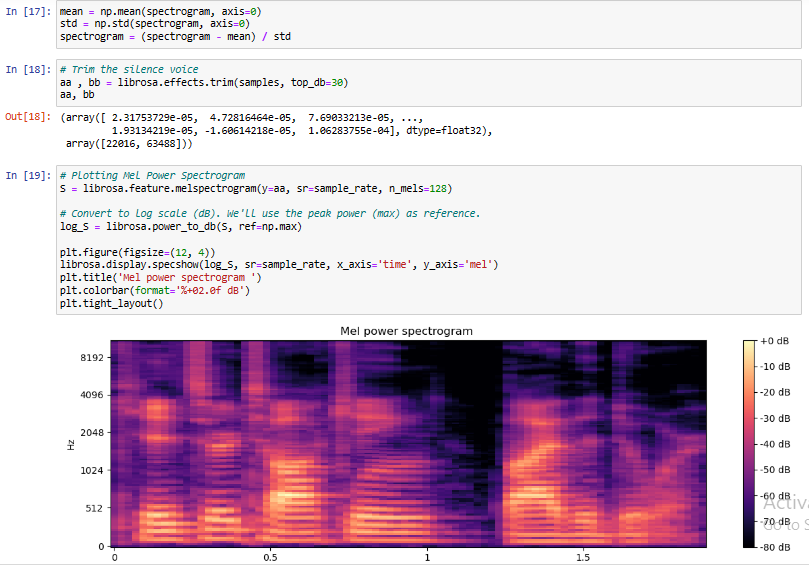 In [17]: mean = np.mean(spectrogram, axis=0)
std = np.std(spectrogram, axis=0)
spectrogram = (spectrogram - mean) / std
In [18]: # Trim the silence voice
aa , bb = librosa.effects.trim(samples, top_db=30)
aa, bb
Out[18]: (array([ 2.31753729e-05,  4.72816464e-05,  7.69033213e-05, ...,
1.93134219e-05, -1.60614218e-05,  1.06283755e-04], dtype=float32),
array([22016, 63488]))
In [19]: # Plotting Mel Power Spectrogram
S = librosa.feature.melspectrogram(y=aa, sr=sample_rate, n_mels=128)
# Convert to log scale (dB). We'll use the peak power (max) as reference.
log_S = librosa.power_to_db(S, ref=np.max)
plt.figure(figsize=(12, 4))
librosa.display.specshow(log_S, sr=sample_rate, x_axis='time', y_axis='mel')
plt.title('Mel power spectrogram ')
plt.colorbar(format='%+02.0f dB')
plt.tight_layout()
Mel power spectrogram
8192
4096
2048
1024
512
0
Hz
0 0.5 1 1.5
+0 dB
-10 dB
-20 dB
-30 dB
-40 dB
-50 dB
-60 dB
-70 dB
-80 dB
Activa
Go to S